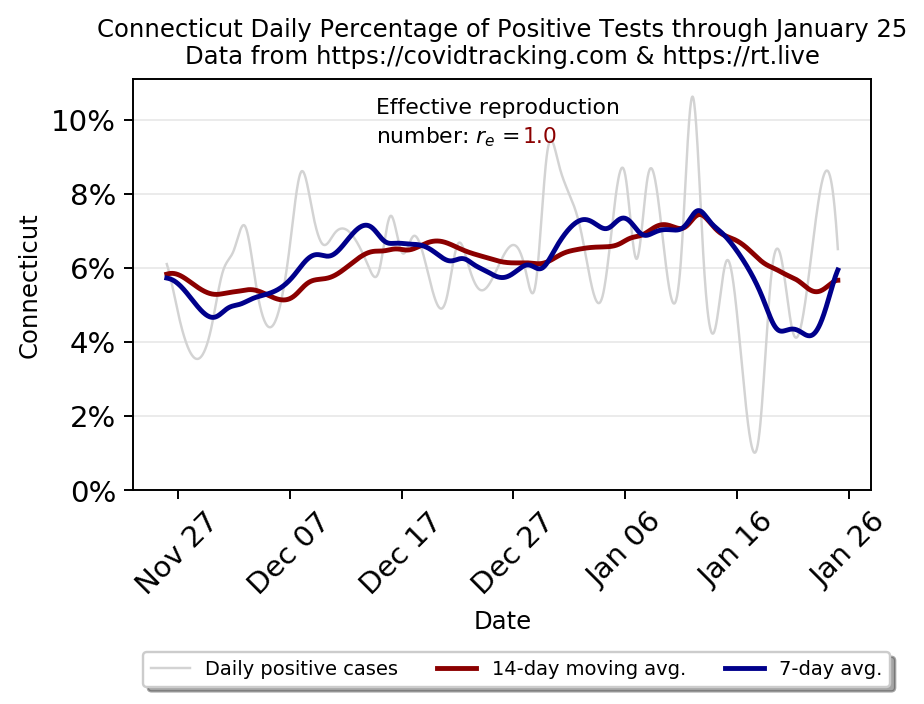 Connecticut Daily Percentage of Positive Tests through January 25
Data from https://covidtracking.com & https://rt.live
Effective reproduction
number: rₑ =1.0
10%
8%
6%
4%
2%
0%
Connecticut
Nov 27
Dec 07
Dec 17
Dec 27
Jan 06
Jan 16
Jan 26
Date
Daily positive cases
14-day moving avg.
7-day avg.